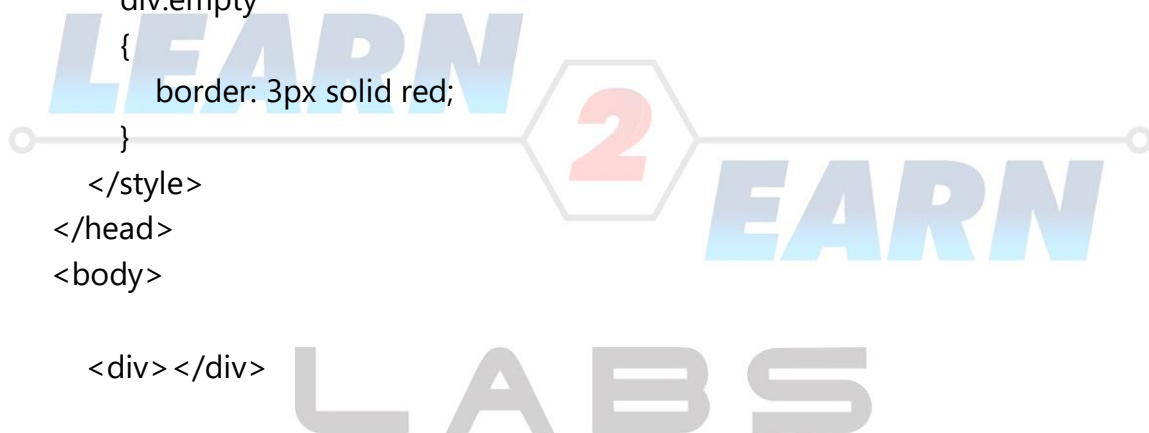 div.empty
{
border: 3px solid red;
}
</style>
</head>
<body>
<div></div>
LEARN
2
EARN
LABS